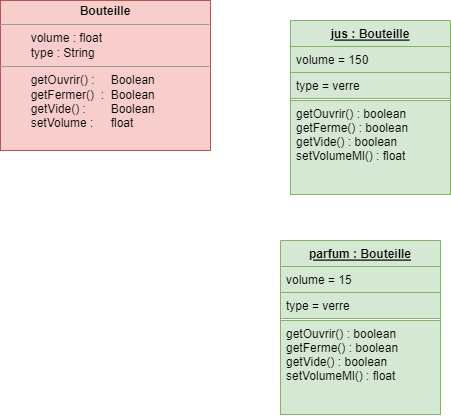 Bouteille
volume : float
type : String
getOuvrir() : Boolean
getFermer() : Boolean
getVide() : Boolean
setVolume : float
jus : Bouteille
volume = 150
type = verre
getOuvrir() : boolean
getFerme() : boolean
getVide() : boolean
setVolumeMl() : float
parfum : Bouteille
volume = 15
type = verre
getOuvrir() : boolean
getFerme() : boolean
getVide() : boolean
setVolumeMl() : float